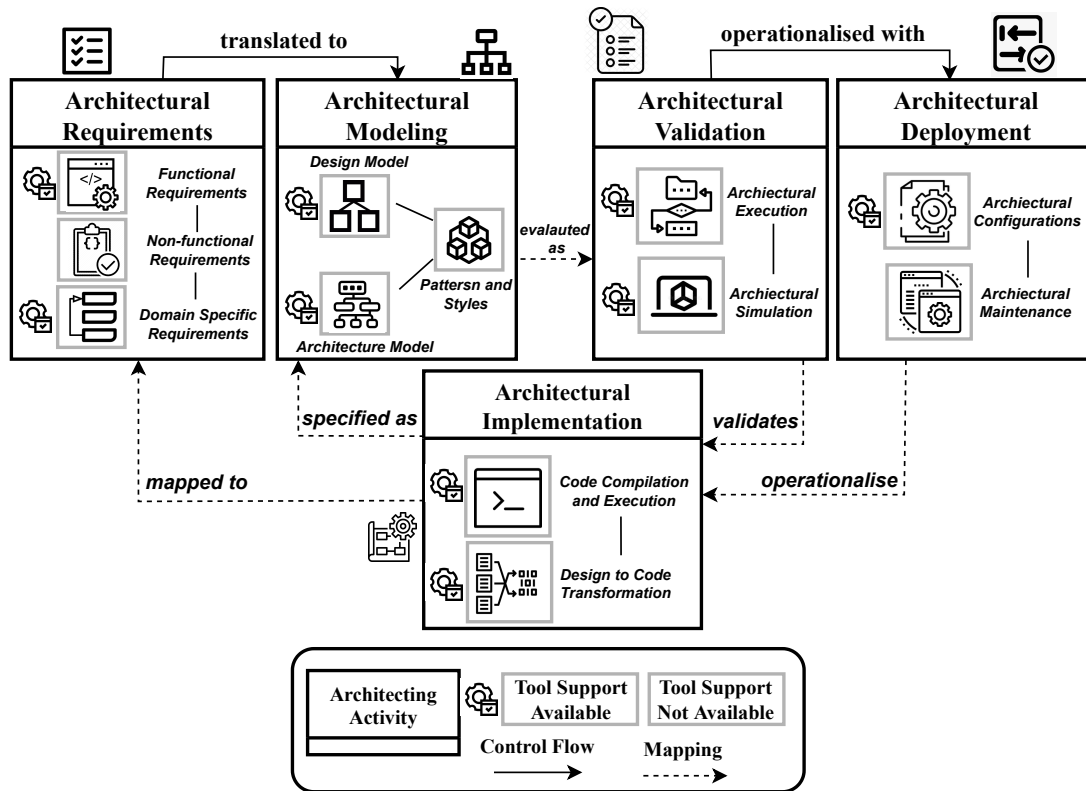 translated to
operationalised with
Architectural
Requirements
Functional
Requirements
Non-functional
Requirements
Domain Specific
Requirements
Architectural
Modeling
Design Model
Pattersn and
Styles
Architecture Model
evalauted
as
Architectural
Validation
Archiectural
Execution
Archiectural
Simulation
Architectural
Deployment
Archiectural
Configurations
Archiectural
Maintenance
specified as
mapped to
validates
operationalise
Architectural
Implementation
Code Compilation
and Execution
Design to Code
Transformation
Architecting
Activity
Tool Support
Available
Tool Support
Not Available
Control Flow
Mapping